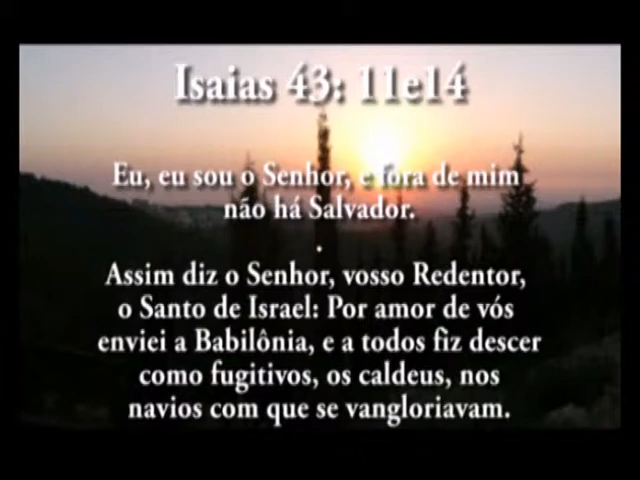 Isaias 43: 11e14
Eu, eu sou o Senhor, e fora de mim
não há Salvador.
.
Assim diz o Senhor, vosso Redentor,
o Santo de Israel: Por amor de vós
enviei a Babilônia, e a todos fiz descer
como fugitivos, os caldeus, nos
navios com que se vangloriavam.